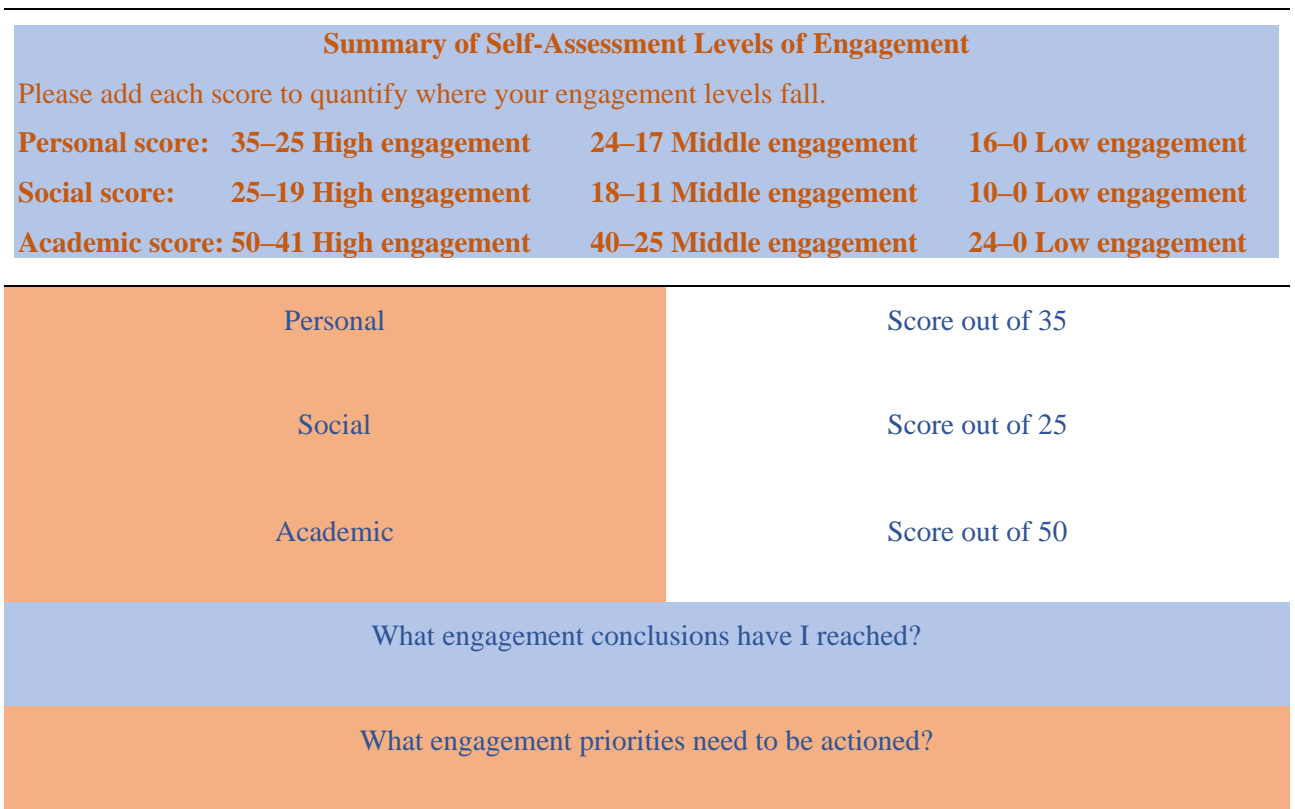 Summary of Self-Assessment Levels of Engagement
Please add each score to quantify where your engagement levels fall.
Personal score: 35–25 High engagement 24–17 Middle engagement 16–0 Low engagement
Social score: 25–19 High engagement 18–11 Middle engagement 10–0 Low engagement
Academic score: 50–41 High engagement 40–25 Middle engagement 24–0 Low engagement
Personal Score out of 35
Social Score out of 25
Academic Score out of 50
What engagement conclusions have I reached?
What engagement priorities need to be actioned?